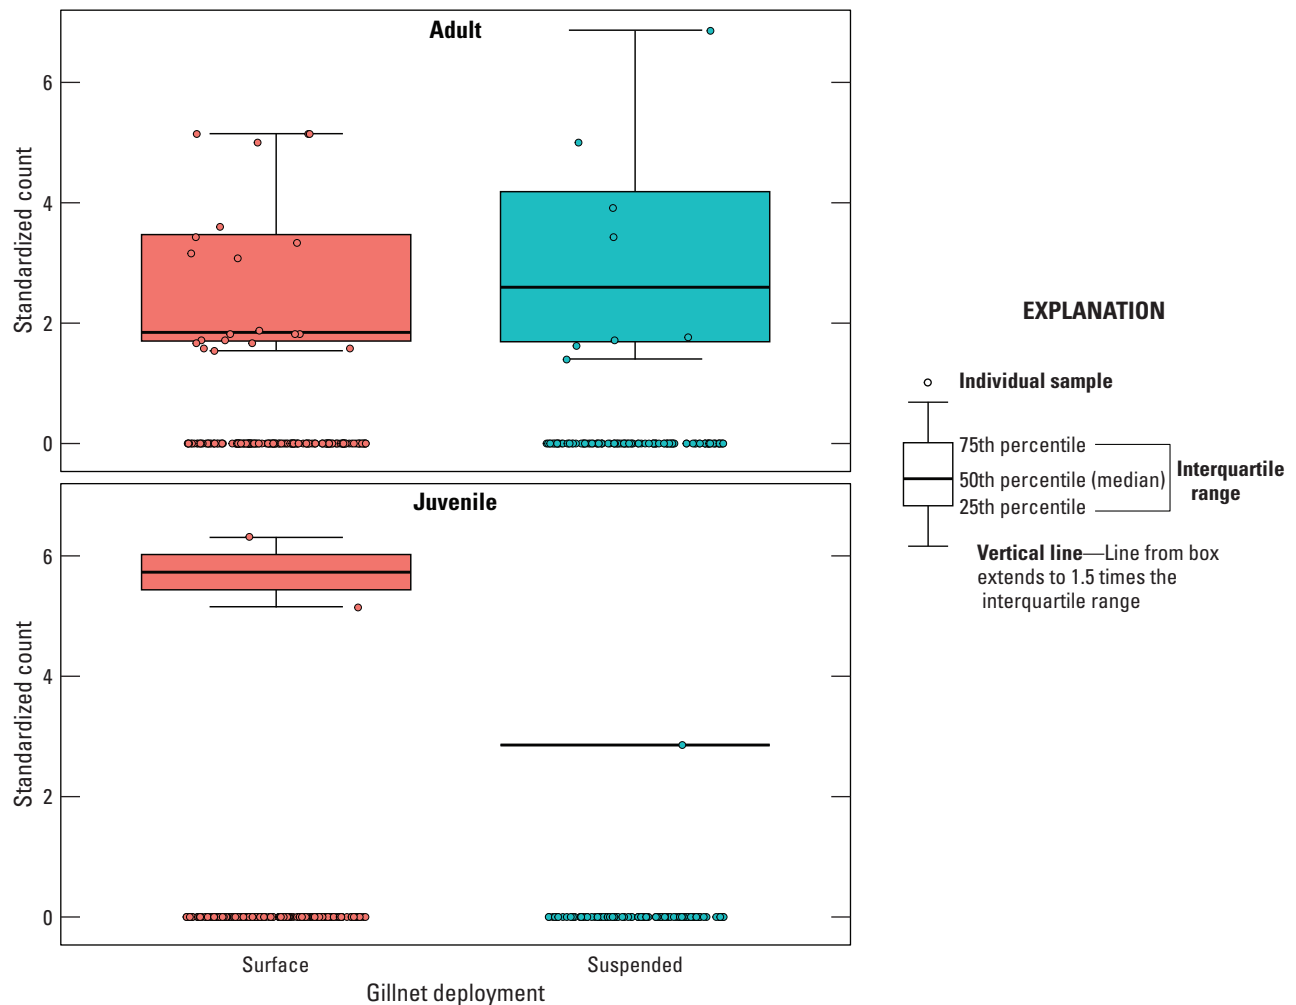 Adult
Standardized count
6
4
2
0
Juvenile
Standardized count
6
4
2
0
Surface
Suspended
Gillnet deployment
EXPLANATION
Individual sample
75th percentile
50th percentile (median)
25th percentile
Interquartile
range
Vertical line—Line from box
extends to 1.5 times the
interquartile range